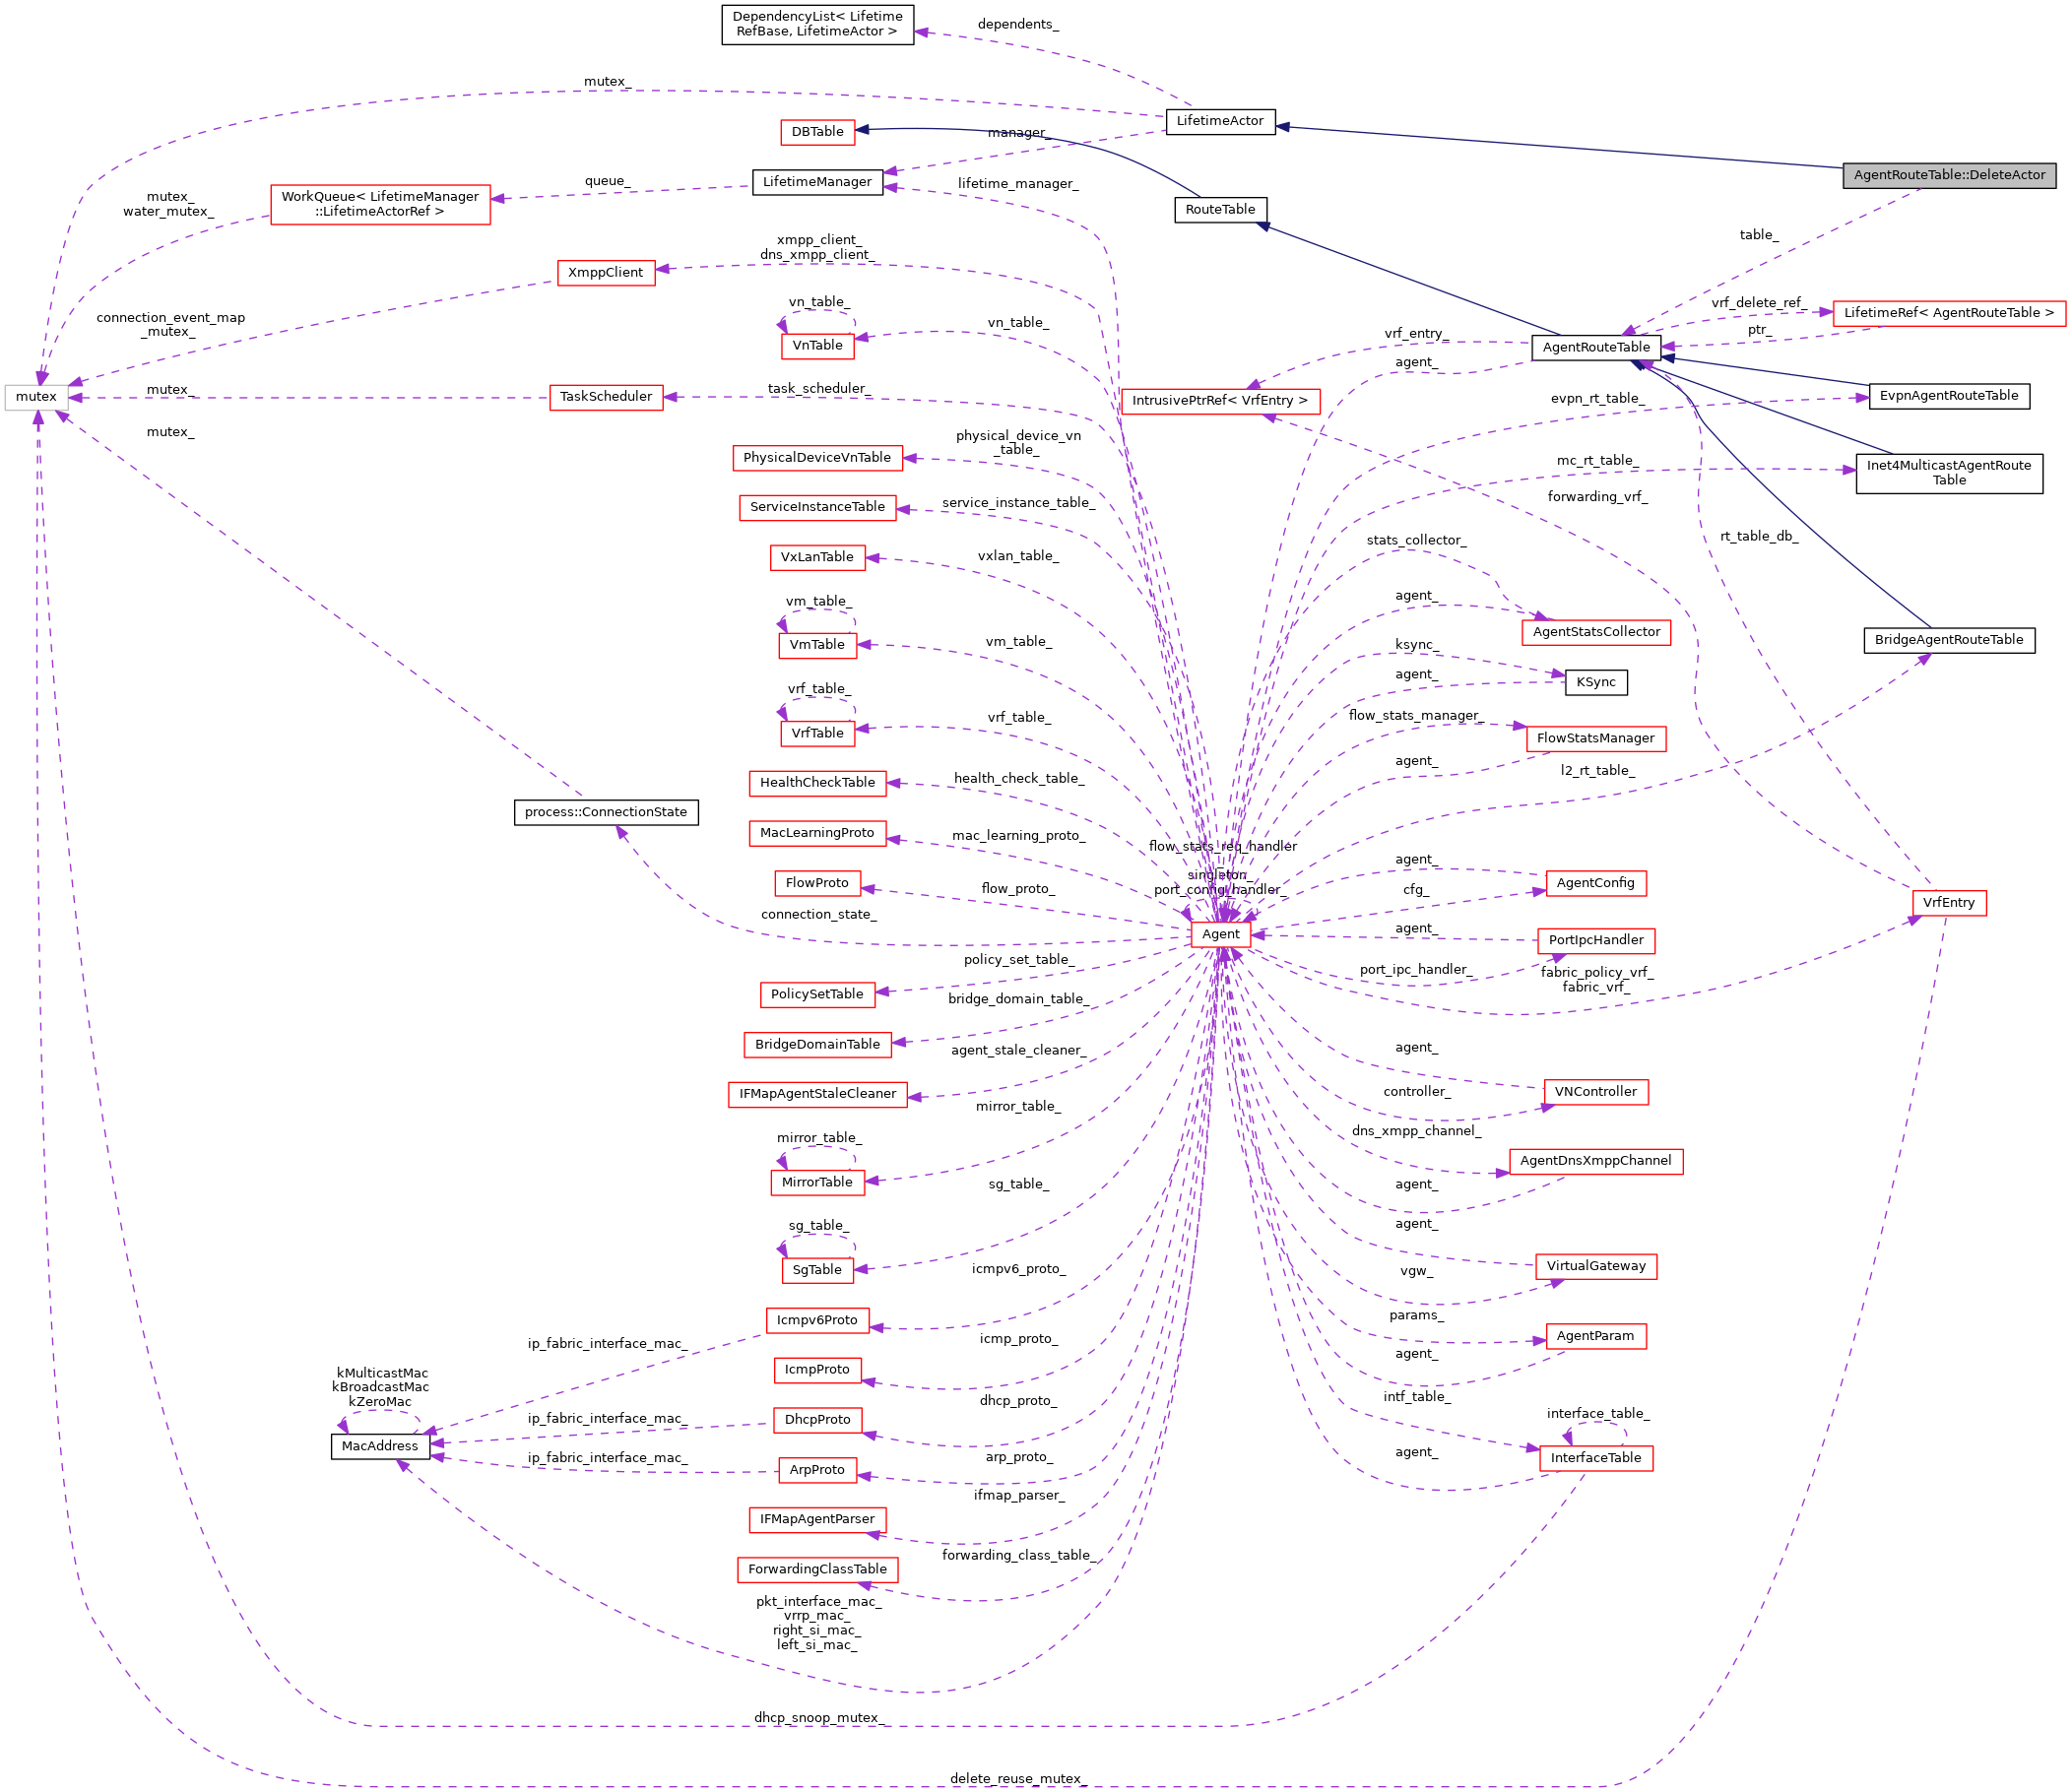 DependencyList< Lifetime
RefBase, LifetimeActor >
dependents_
mutex_
LifetimeActor
DBTable
manager_
AgentRouteTable::DeleteActor
LifetimeManager
queue_
lifetime_manager_
WorkQueue< LifetimeManager
::LifetimeActorRef >
mutex_
water_mutex_
RouteTable
table_
xmpp_client_
dns_xmpp_client_
XmppClient
connection_event_map
_mutex_
vn_table_
VnTable
vn_table_
vrf_delete_ref_
LifetimeRef< AgentRouteTable >
ptr_
vrf_entry_
AgentRouteTable
agent_
mutex
mutex_
TaskScheduler
task_scheduler_
IntrusivePtrRef< VrfEntry >
evpn_rt_table_
EvpnAgentRouteTable
mutex_
physical_device_vn
_table_
PhysicalDeviceVnTable
mc_rt_table_
Inet4MulticastAgentRoute
Table
ServiceInstanceTable
service_instance_table_
forwarding_vrf_
VxLanTable
vxlan_table_
stats_collector_
rt_table_db_
vm_table_
VmTable
vm_table_
agent_
AgentStatsCollector
BridgeAgentRouteTable
ksync_
KSync
agent_
vrf_table_
VrfTable
vrf_table_
flow_stats_manager_
FlowStatsManager
agent_
l2_rt_table_
HealthCheckTable
health_check_table_
process::ConnectionState
MacLearningProto
mac_learning_proto_
flow_stats_req_handler
_
singleton_
port_config_handler_
FlowProto
flow_proto_
agent_
AgentConfig
cfg_
VrfEntry
connection_state_
Agent
agent_
PortIpcHandler
policy_set_table_
port_ipc_handler_
fabric_policy_vrf_
fabric_vrf_
PolicySetTable
bridge_domain_table_
BridgeDomainTable
agent_stale_cleaner_
agent_
IFMapAgentStaleCleaner
controller_
VNController
mirror_table_
dns_xmpp_channel_
mirror_table_
MirrorTable
AgentDnsXmppChannel
sg_table_
agent_
sg_table_
SgTable
agent_
VirtualGateway
icmpv6_proto_
vgw_
Icmpv6Proto
params_
AgentParam
ip_fabric_interface_mac_
icmp_proto_
agent_
IcmpProto
kMulticastMac
kBroadcastMac
kZeroMac
dhcp_proto_
intf_table_
ip_fabric_interface_mac_
DhcpProto
interface_table_
MacAddress
ip_fabric_interface_mac_
ArpProto
arp_proto_
agent_
InterfaceTable
ifmap_parser_
IFMapAgentParser
forwarding_class_table_
ForwardingClassTable
pkt_interface_mac_
vrrp_mac_
right_si_mac_
left_si_mac_
dhcp_snoop_mutex_
delete_reuse_mutex_